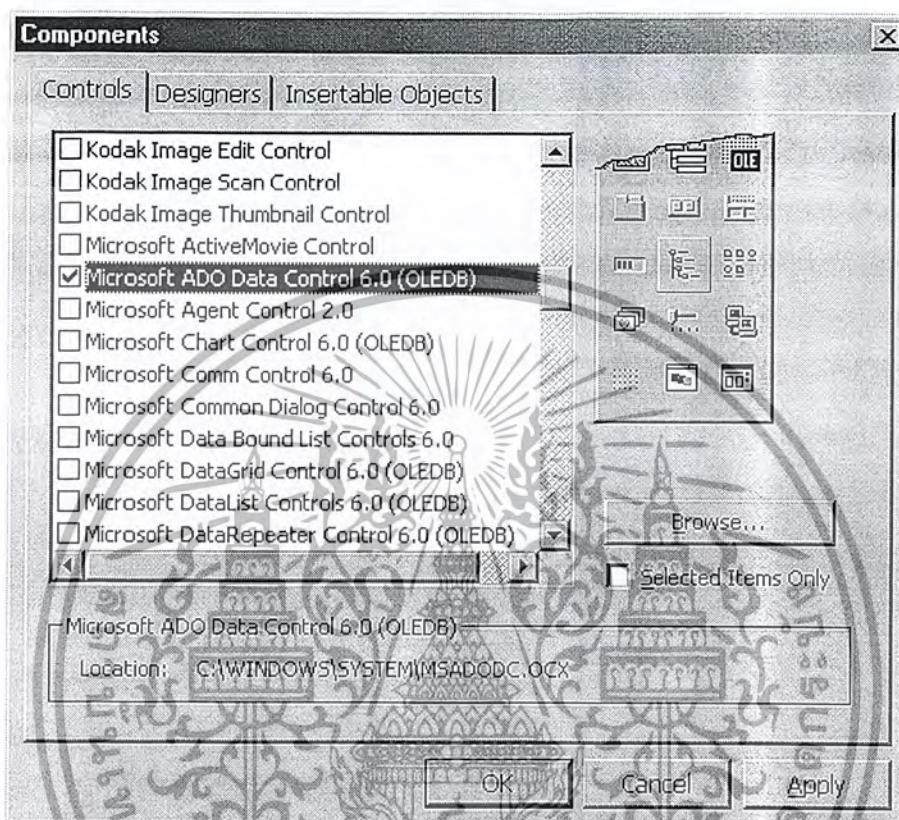 Components
Controls
Designers
Insertable Objects
Kodak Image Edit Control
Kodak Image Scan Control
Kodak Image Thumbnail Control
Microsoft ActiveMovie Control
Microsoft ADO Data Control 6.0 (OLEDB)
Microsoft Agent Control 2.0
Microsoft Chart Control 6.0 (OLEDB)
Microsoft Comm Control 6.0
Microsoft Common Dialog Control 6.0
Microsoft Data Bound List Controls 6.0
Microsoft DataGrid Control 6.0 (OLEDB)
Microsoft DataList Controls 6.0 (OLEDB)
Microsoft DataRepeater Control 6.0 (OLEDB)
OLE
Browse...
Selected Items Only
Microsoft ADO Data Control 6.0 (OLEDB)
Location: C:\WINDOWS\SYSTEM\MSADODC.OCX
OK
Cancel
Apply